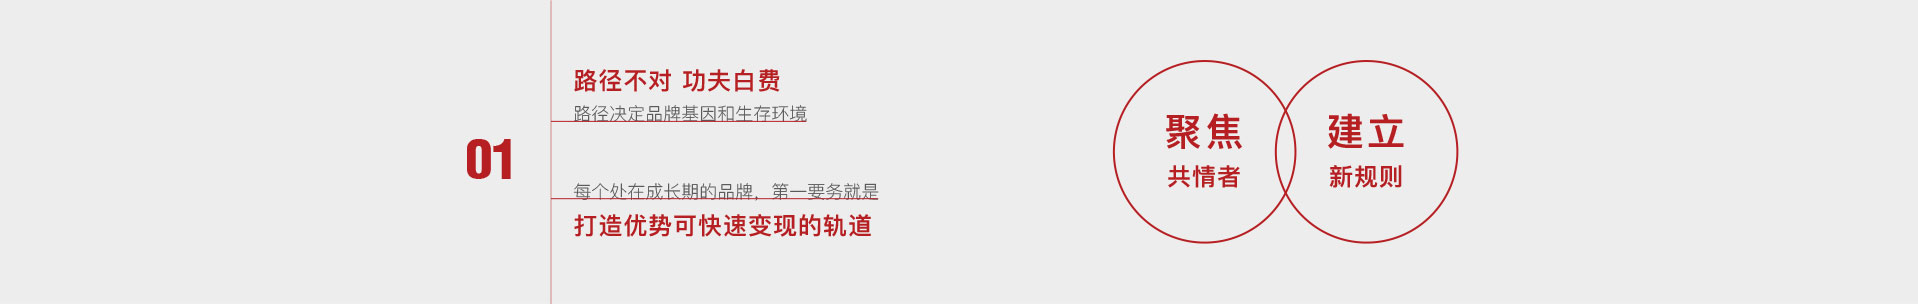 01
路径不对 功夫白费
路径决定品牌基因和生存环境
每个处在成长期的品牌，第一要务就是
打造优势可快速变现的轨道
聚焦
共情者
建立
新规则